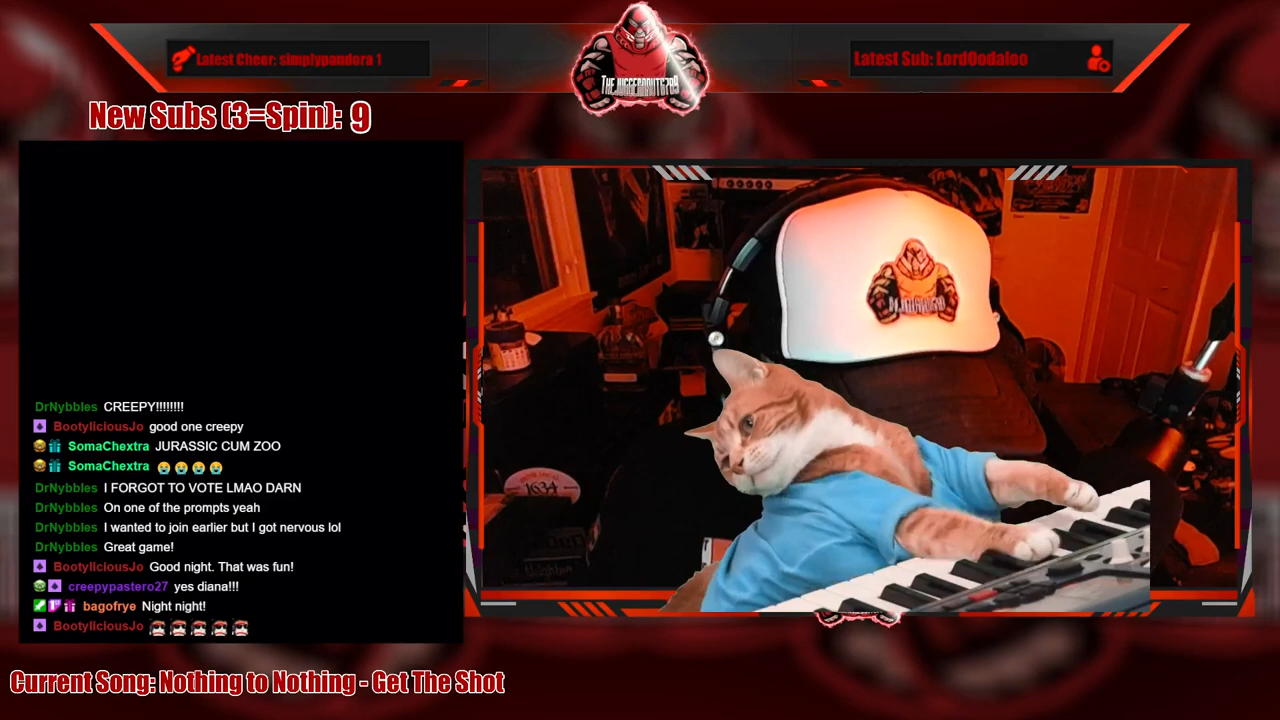 Latest Cheer: simplypandora 1
THEJUGGERNAUT6789
Latest Sub: LordOodaloo
New Subs (3=Spin): 9
DrNybbles CREEPY!!!!!!!!
BootyliciousJo good one creepy
SomaChextra JURASSIC CUM ZOO
SomaChextra 😭😭😭😭
DrNybbles I FORGOT TO VOTE LMAO DARN
DrNybbles On one of the prompts yeah
DrNybbles I wanted to join earlier but I got nervous lol
DrNybbles Great game!
BootyliciousJo Good night. That was fun!
creepypastero27 yes diana!!!
bagofrye Night night!
BootyliciousJo
1634
Current Song: Nothing to Nothing - Get The Shot